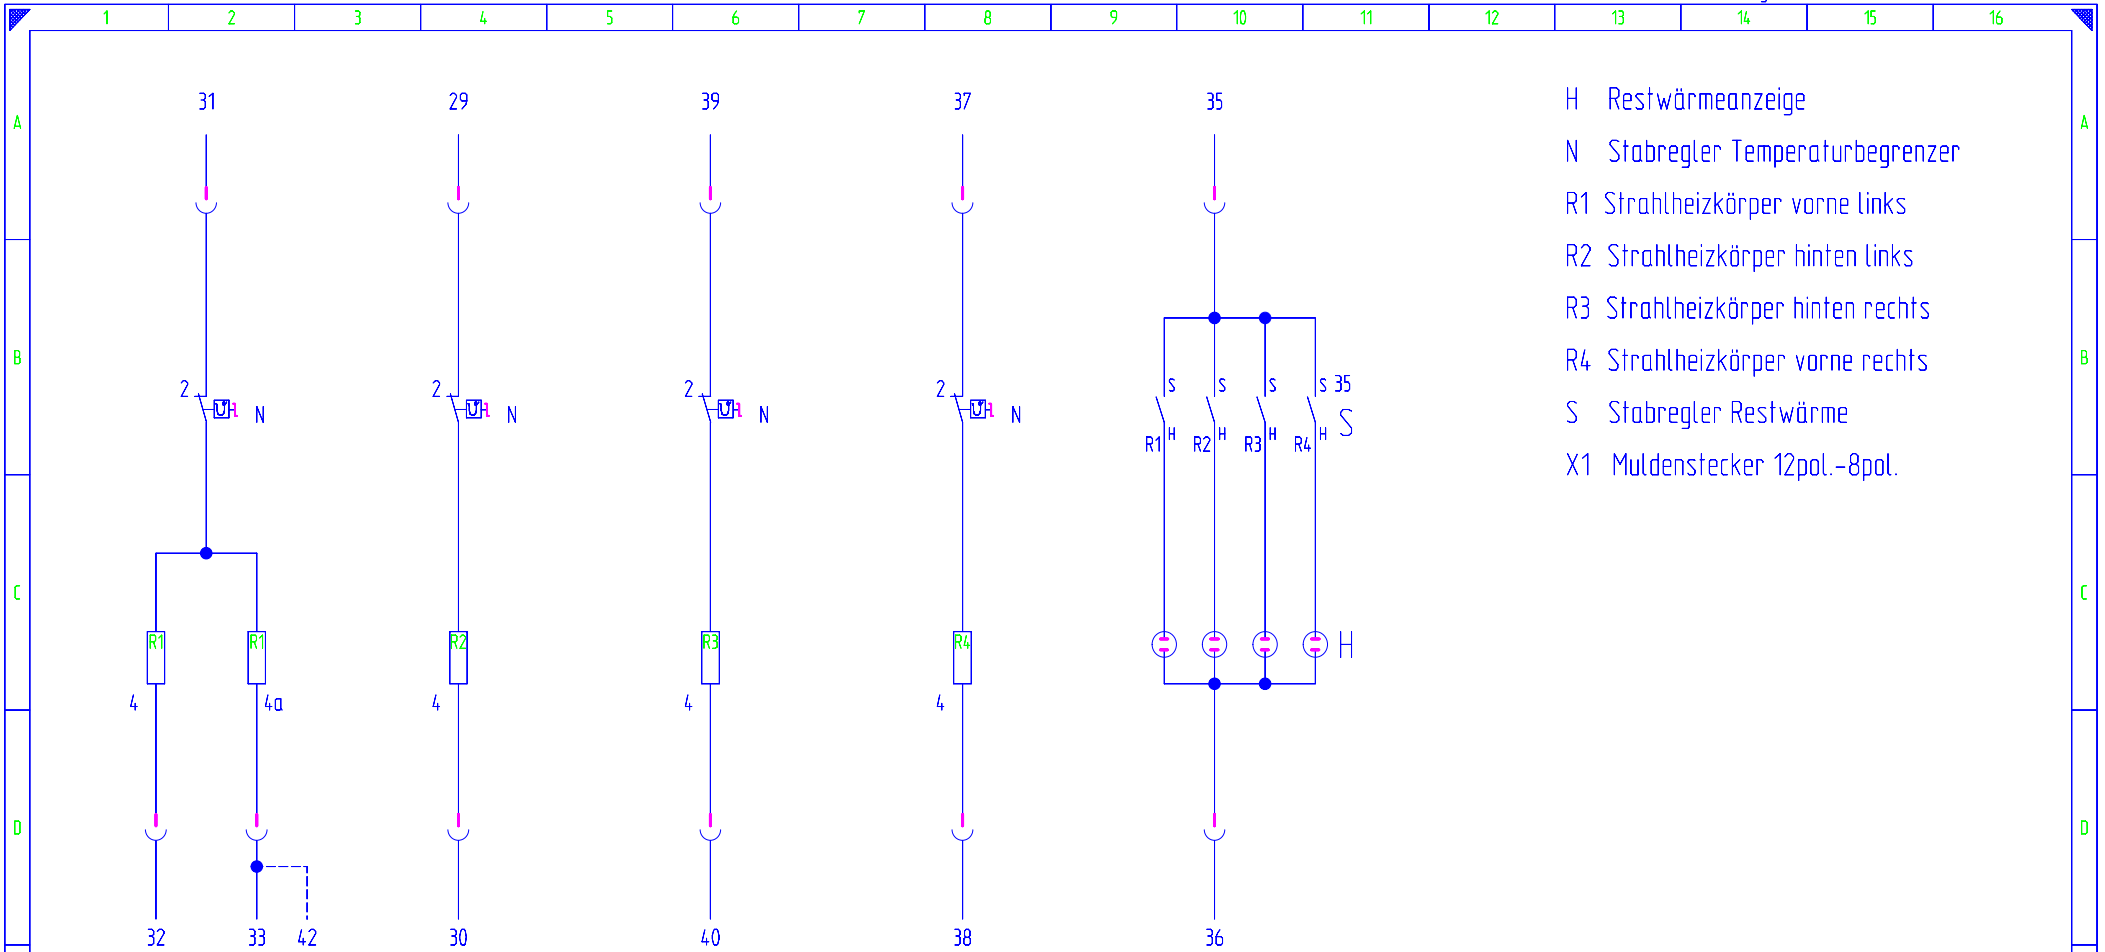 1 2 3 4 5 6 7 8 9 10 11 12 13 14 15 16
31 29 39 37 35
H Restwärmeanzeige
A A
N Stabregler Temperaturbegrenzer
R1 Strahlheizkörper vorne links
R2 Strahlheizkörper hinten links
R3 Strahlheizkörper hinten rechts
B B
R4 Strahlheizkörper vorne rechts
2 2 2 2 S S S S 35
N N N N S
S Stabregler Restwärme
H H H H
R1 R2 R3 R4
X1 Muldenstecker 12pol.-8pol.
C C
R1 R1 R2 R3 R4 H
4 4a 4 4 4
D D
32 33 42 30 40 38 36